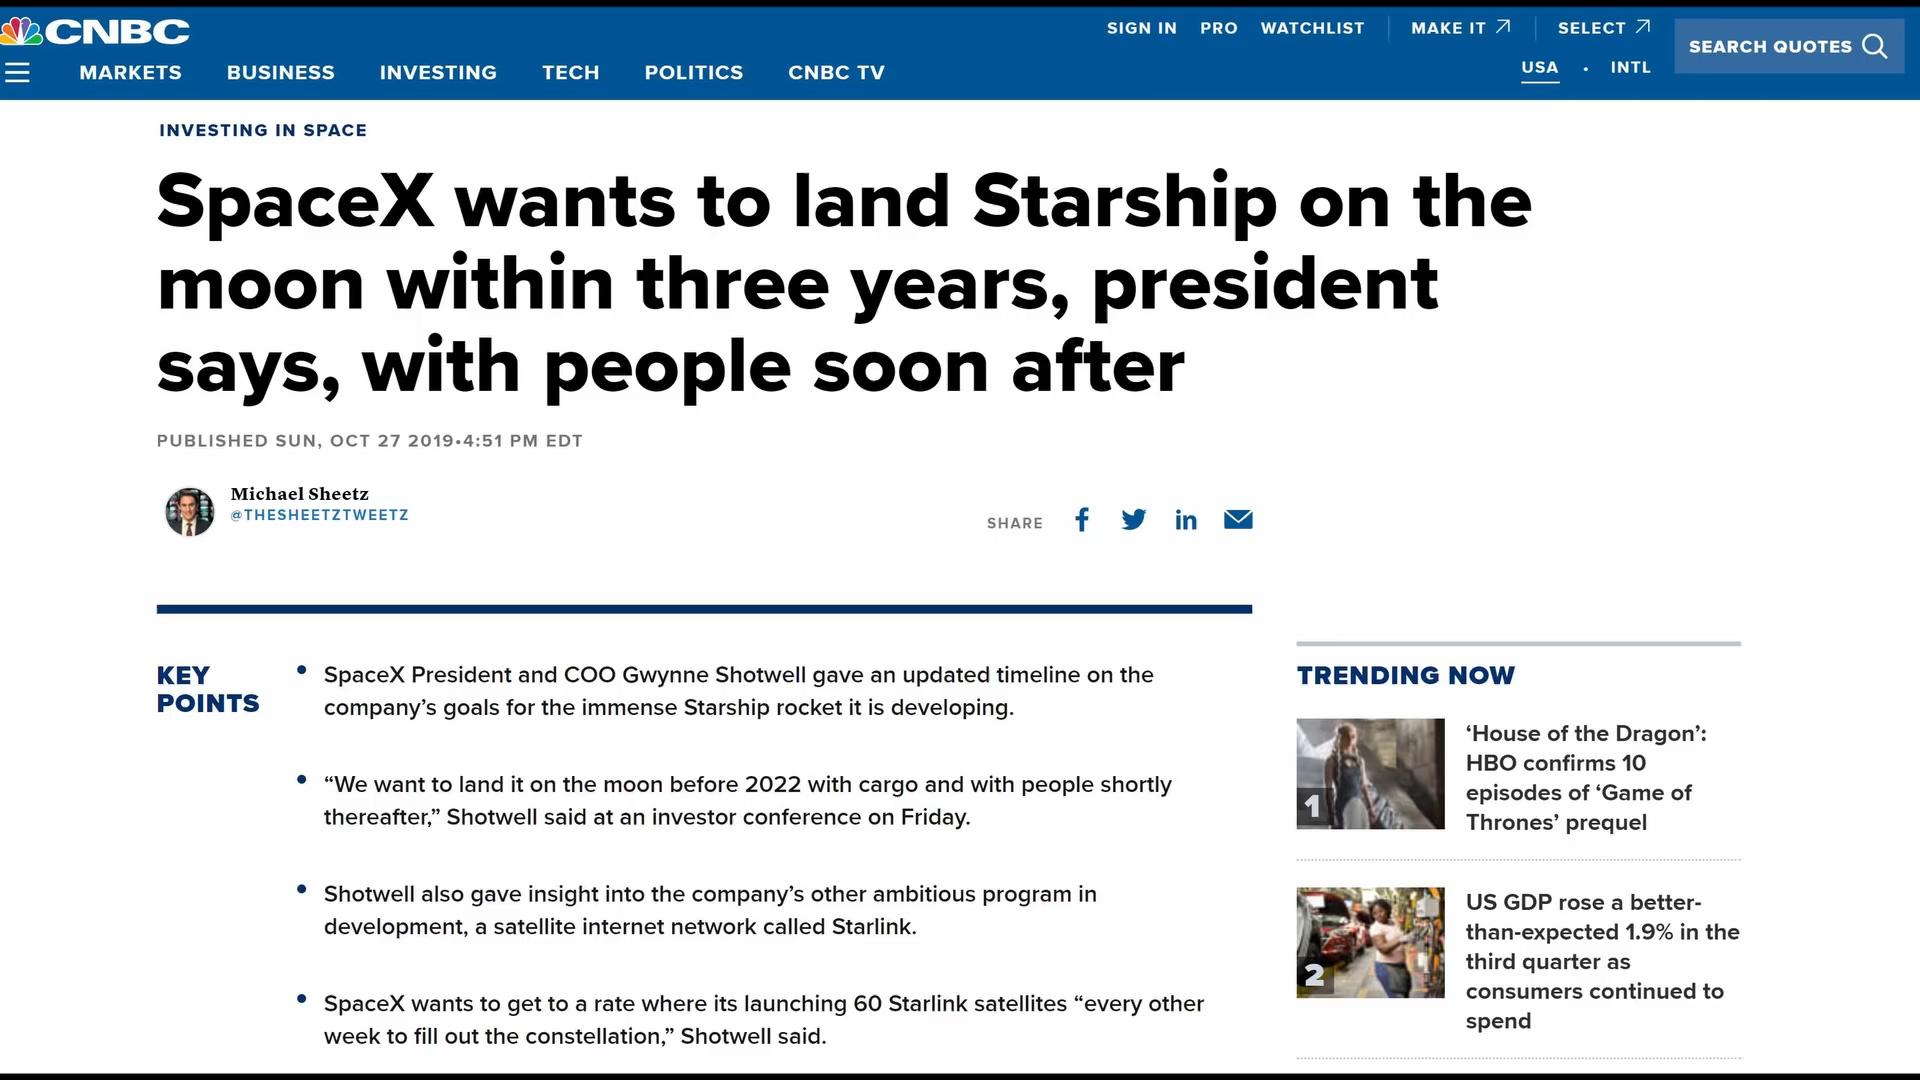 CNBC
SIGN IN PRO WATCHLIST MAKE IT SELECT
SEARCH QUOTES
MARKETS BUSINESS INVESTING TECH POLITICS CNBC TV
USA • INTL
INVESTING IN SPACE
SpaceX wants to land Starship on the
moon within three years, president
says, with people soon after
PUBLISHED SUN, OCT 27 2019•4:51 PM EDT
Michael Sheetz
@THESHEETZTWEETZ
SHARE
KEY
POINTS
• SpaceX President and COO Gwynne Shotwell gave an updated timeline on the
company’s goals for the immense Starship rocket it is developing.
• “We want to land it on the moon before 2022 with cargo and with people shortly
thereafter,” Shotwell said at an investor conference on Friday.
• Shotwell also gave insight into the company’s other ambitious program in
development, a satellite internet network called Starlink.
• SpaceX wants to get to a rate where its launching 60 Starlink satellites “every other
week to fill out the constellation,” Shotwell said.
TRENDING NOW
1
‘House of the Dragon’:
HBO confirms 10
episodes of ‘Game of
Thrones’ prequel
2
US GDP rose a better-
than-expected 1.9% in the
third quarter as
consumers continued to
spend